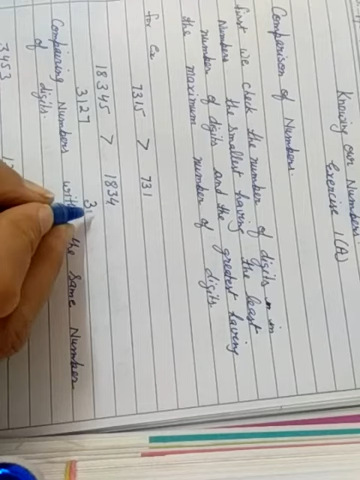 Knowing our Numbers
Exercise 1(A)
Comparison of Numbers
First we check the number of digits in
Numbers the smallest having the least
number of digits and the greatest having
the maximum number of digits
for Ex 7315 > 731
18345 > 1834
3127 31
Comparing Numbers with the same Number
of digits.
3453